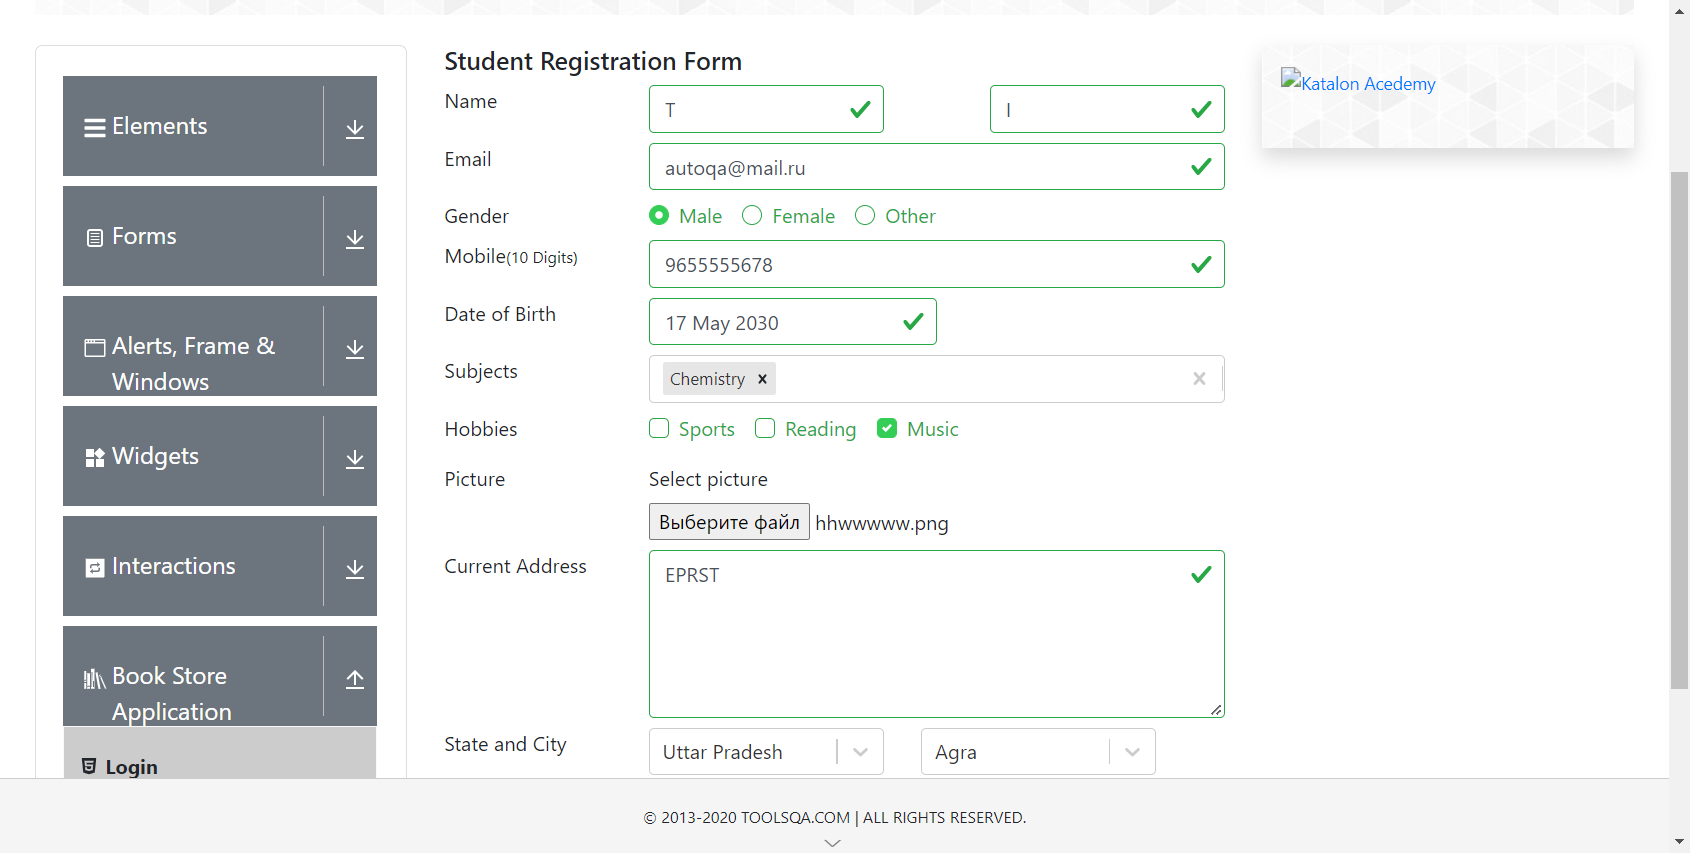 Elements
Forms
Alerts, Frame &
Windows
Widgets
Interactions
Book Store
Application
Login
Student Registration Form
Name
T
I
Email
autoqa@mail.ru
Gender
Male
Female
Other
Mobile(10 Digits)
9655555678
Date of Birth
17 May 2030
Subjects
Chemistry
Hobbies
Sports
Reading
Music
Picture
Select picture
Выберите файл hhwwwww.png
Current Address
EPRST
State and City
Uttar Pradesh
Agra
Katalon Acedemy
© 2013-2020 TOOLSQA.COM | ALL RIGHTS RESERVED.